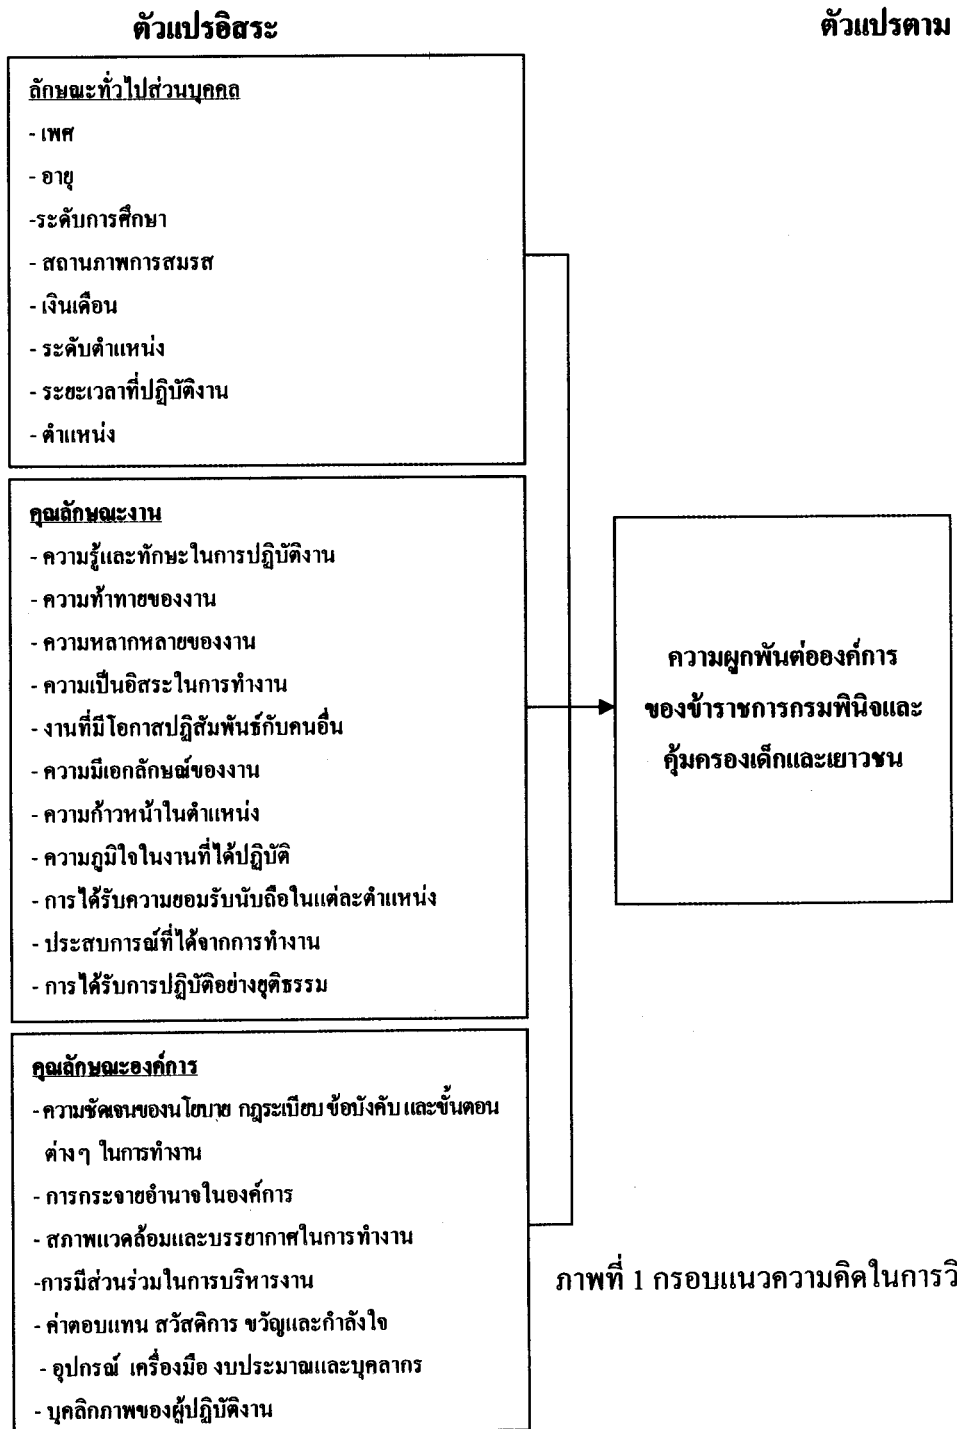 ตัวแปรอิสระ
ตัวแปรตาม
ลักษณะทั่วไปส่วนบุคคล
- เพศ
- อายุ
-ระดับการศึกษา
- สถานภาพการสมรส
- เงินเดือน
- ระดับตำแหน่ง
- ระยะเวลาที่ปฏิบัติงาน
- ตำแหน่ง
คุณลักษณะงาน
- ความรู้และทักษะในการปฏิบัติงาน
- ความท้าทายของงาน
- ความหลากหลายของงาน
- ความเป็นอิสระในการทำงาน
- งานที่มีโอกาสปฏิสัมพันธ์กับคนอื่น
- ความมีเอกลักษณ์ของงาน
- ความก้าวหน้าในตำแหน่ง
- ความภูมิใจในงานที่ได้ปฏิบัติ
- การได้รับความยอมรับนับถือในแต่ละตำแหน่ง
- ประสบการณ์ที่ได้จากการทำงาน
- การได้รับการปฏิบัติอย่างยุติธรรม
ความผูกพันต่อองค์การ
ของข้าราชการกรมพินิจและ
คุ้มครองเด็กและเยาวชน
คุณลักษณะองค์การ
-ความชัดเจนของนโยบาย กฎระเบียบ ข้อบังคับ และขั้นตอน
ต่างๆ ในการทำงาน
- การกระจายอำนาจในองค์การ
- สภาพแวดล้อมและบรรยากาศในการทำงาน
-การมีส่วนร่วมในการบริหารงาน
- ค่าตอบแทน สวัสดิการ ขวัญและกำลังใจ
- อุปกรณ์ เครื่องมือ งบประมาณและบุคลากร
- บุคลิกภาพของผู้ปฏิบัติงาน
ภาพที่ 1 กรอบแนวความคิดในการวิ